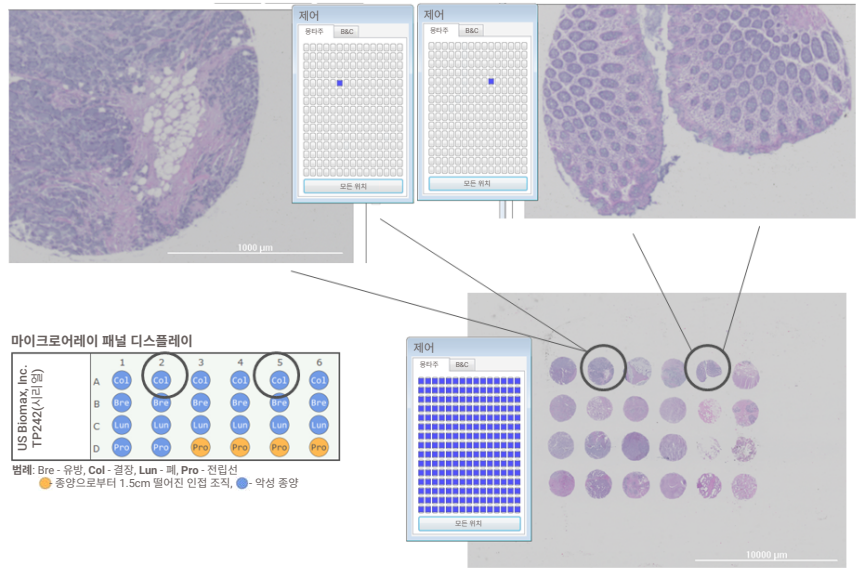 제어
몽타주 B&C
모든 위치
제어
몽타주 B&C
모든 위치
1000 µm
마이크로어레이 패널 디스플레이
US Biomax, Inc.
TP242(시리얼)
1 2 3 4 5 6
A Col Col Col Col Col Col
B Bre Bre Bre Bre Bre Bre
C Lun Lun Lun Lun Lun Lun
D Pro Pro Pro Pro Pro Pro
범례: Bre - 유방, Col - 결장, Lun - 폐, Pro - 전립선
- 종양으로부터 1.5cm 떨어진 인접 조직, - 악성 종양
제어
몽타주 B&C
모든 위치
10000 µm